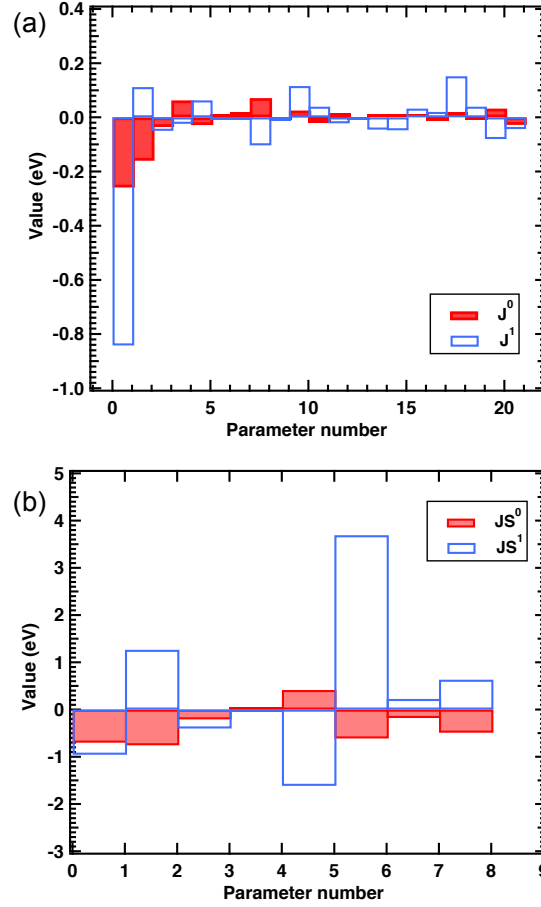 (a)
0.4
0.2
0.0
-0.2
-0.4
-0.6
-0.8
-1.0
Value (eV)
J⁰
J¹
0 5 10 15 20
Parameter number
(b)
5
4
3
2
1
0
-1
-2
-3
Value (eV)
JS⁰
JS¹
0 1 2 3 4 5 6 7 8 9
Parameter number